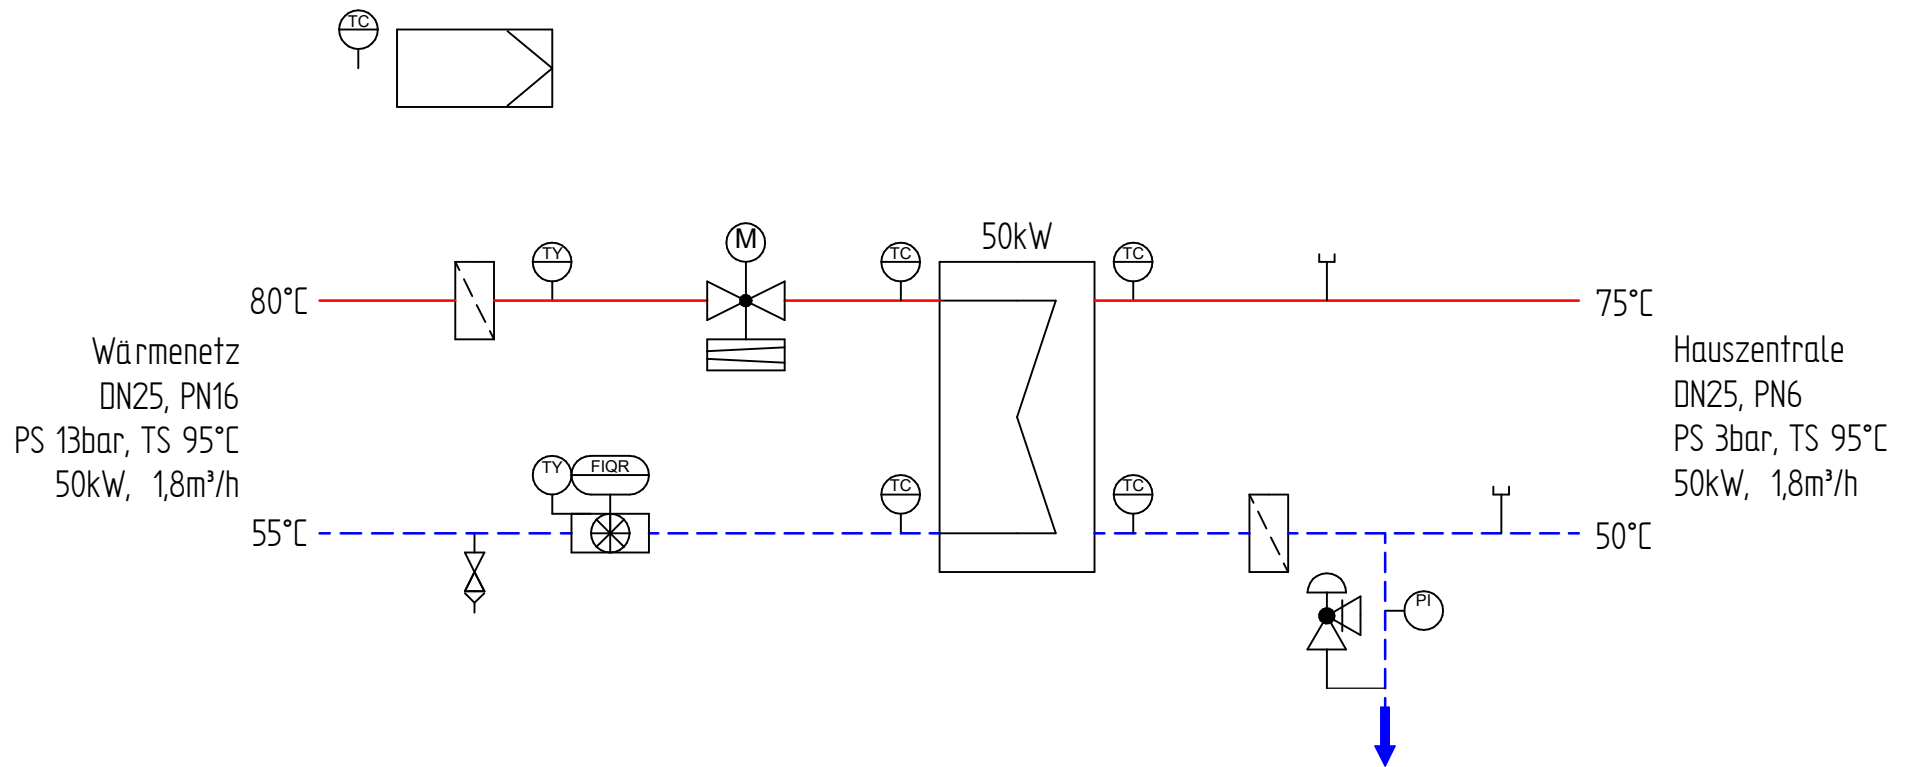 TC
50kW
M
TY
TC
TC
80°C
75°C
Wärmenetz
DN25, PN16
PS 13bar, TS 95°C
50kW, 1,8m³/h
Hauszentrale
DN25, PN6
PS 3bar, TS 95°C
50kW, 1,8m³/h
TY
FIQR
TC
TC
55°C
50°C
PI